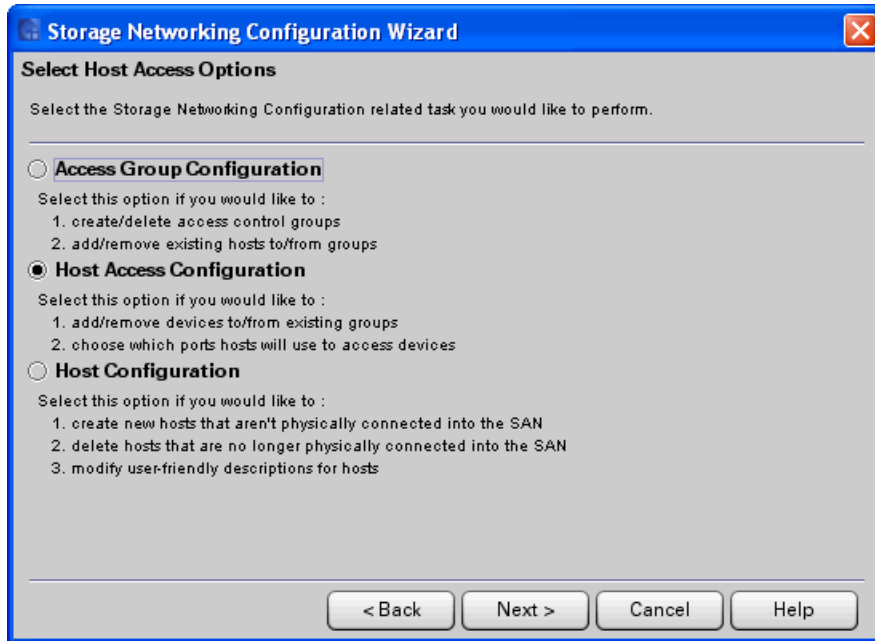 Storage Networking Configuration Wizard
Select Host Access Options
Select the Storage Networking Configuration related task you would like to perform.
Access Group Configuration
Select this option if you would like to :
1. create/delete access control groups
2. add/remove existing hosts to/from groups
Host Access Configuration
Select this option if you would like to :
1. add/remove devices to/from existing groups
2. choose which ports hosts will use to access devices
Host Configuration
Select this option if you would like to :
1. create new hosts that aren't physically connected into the SAN
2. delete hosts that are no longer physically connected into the SAN
3. modify user-friendly descriptions for hosts
< Back Next > Cancel Help